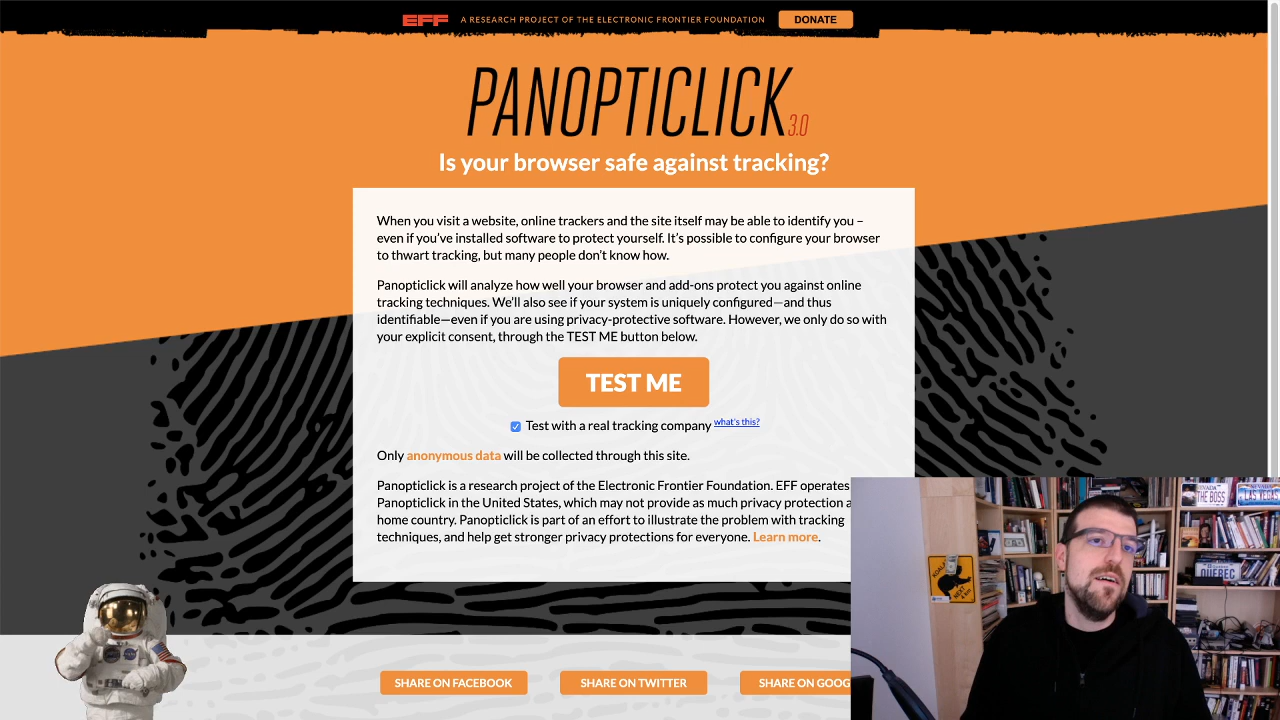 EFF A RESEARCH PROJECT OF THE ELECTRONIC FRONTIER FOUNDATION DONATE
PANOPTICLICK 3.0
Is your browser safe against tracking?
When you visit a website, online trackers and the site itself may be able to identify you –
even if you've installed software to protect yourself. It's possible to configure your browser
to thwart tracking, but many people don't know how.
Panopticlick will analyze how well your browser and add-ons protect you against online
tracking techniques. We'll also see if your system is uniquely configured—and thus
identifiable—even if you are using privacy-protective software. However, we only do so with
your explicit consent, through the TEST ME button below.
TEST ME
Test with a real tracking company what's this?
Only anonymous data will be collected through this site.
Panopticlick is a research project of the Electronic Frontier Foundation. EFF operates
Panopticlick in the United States, which may not provide as much privacy protection a
home country. Panopticlick is part of an effort to illustrate the problem with tracking
techniques, and help get stronger privacy protections for everyone. Learn more.
NEVADA
THE BOSS
LAS VEGAS
QUEBEC
NEXT
SHARE ON FACEBOOK SHARE ON TWITTER SHARE ON GOOG